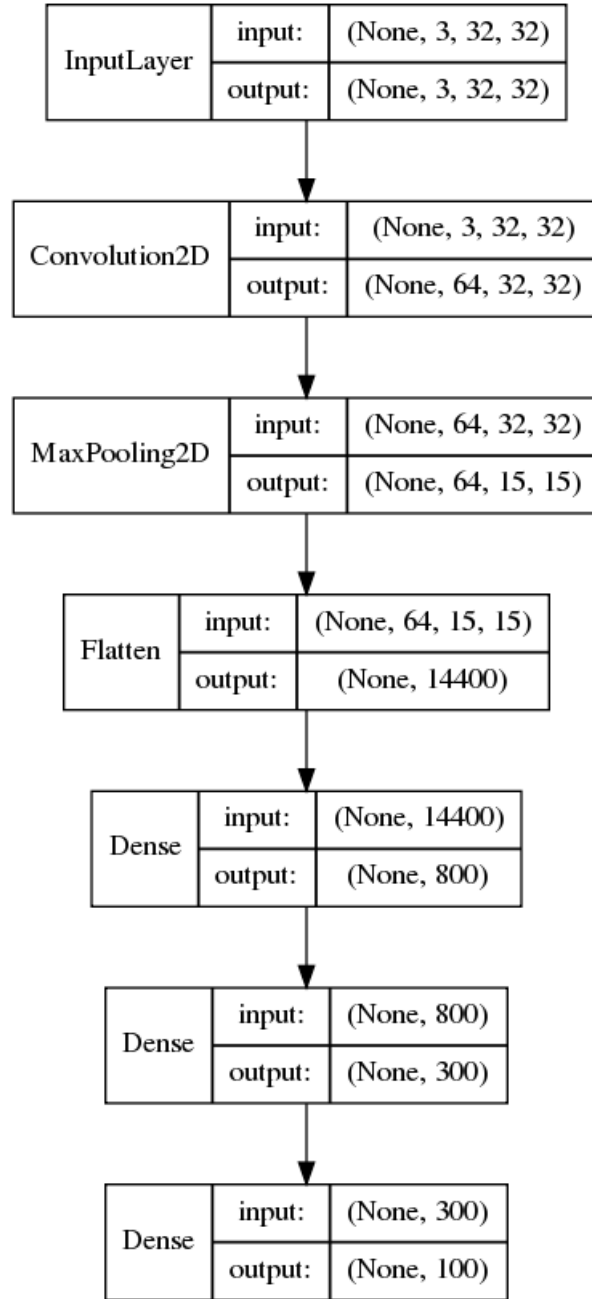 InputLayer
input: (None, 3, 32, 32)
output: (None, 3, 32, 32)
Convolution2D
input: (None, 3, 32, 32)
output: (None, 64, 32, 32)
MaxPooling2D
input: (None, 64, 32, 32)
output: (None, 64, 15, 15)
Flatten
input: (None, 64, 15, 15)
output: (None, 14400)
Dense
input: (None, 14400)
output: (None, 800)
Dense
input: (None, 800)
output: (None, 300)
Dense
input: (None, 300)
output: (None, 100)